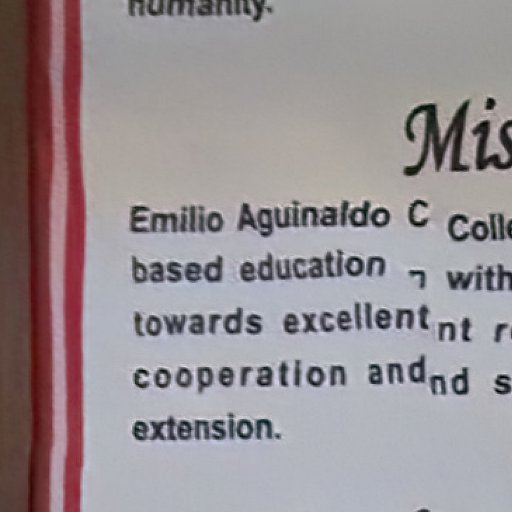 humanity.
Mis
Emilio Aguinaldo C Colle
based education ר with
towards excellent nt r
cooperation and nd s
extension.